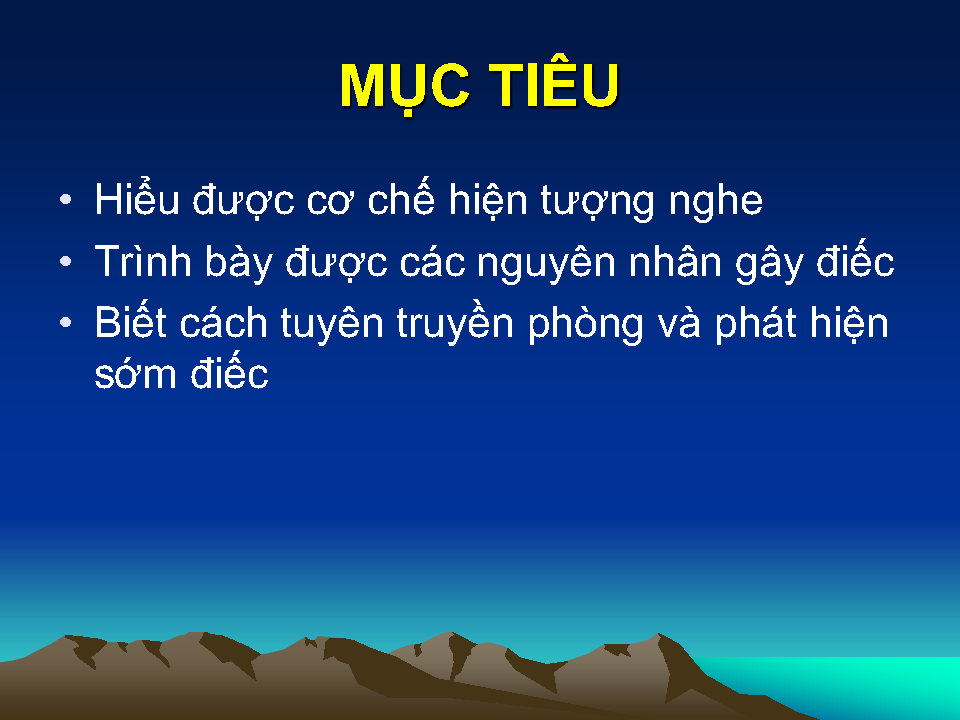 MỤC TIÊU
• Hiểu được cơ chế hiện tượng nghe
• Trình bày được các nguyên nhân gây điếc
• Biết cách tuyên truyền phòng và phát hiện
sớm điếc